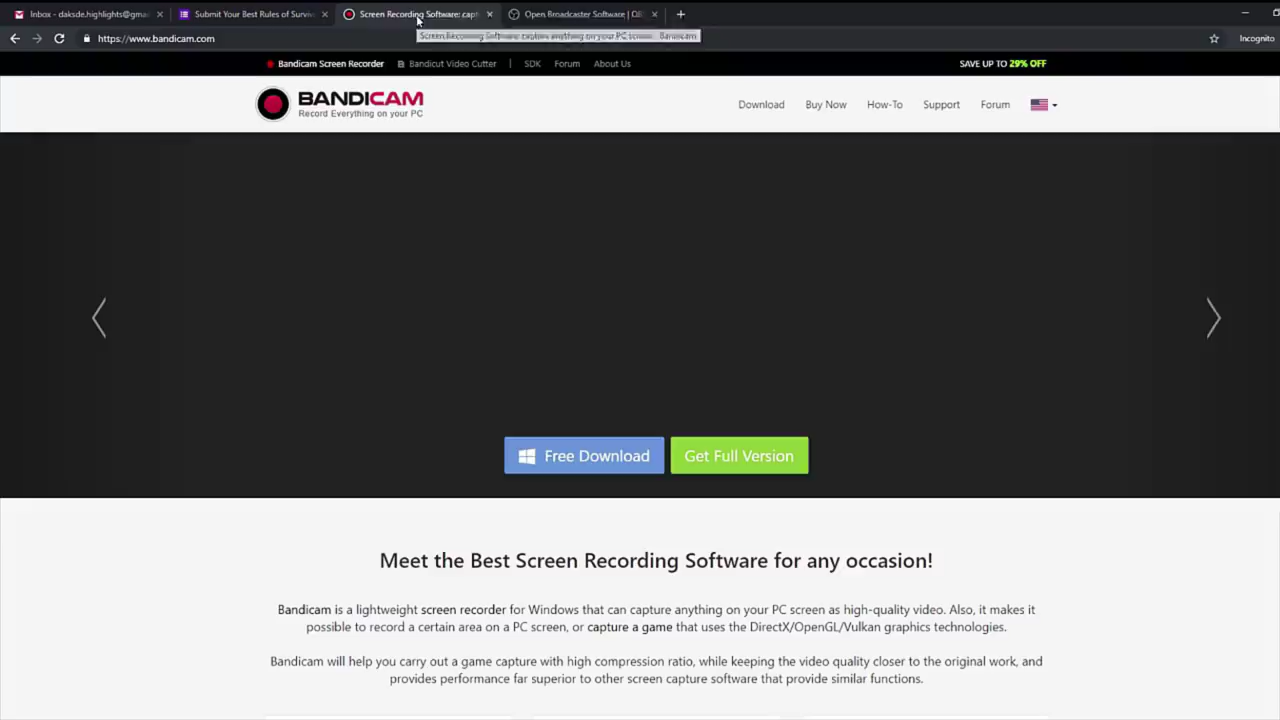 Inbox - daksde.highlights@gmai
Submit Your Best Rules of Surviv
Screen Recording Software: capt
Open Broadcaster Software | OB
https://www.bandicam.com
Screen Recording Software: capture anything on your PC screen - Bandicam
Incognito
Bandicam Screen Recorder
Bandicut Video Cutter
SDK
Forum
About Us
SAVE UP TO 29% OFF
BANDICAM
Record Everything on your PC
Download
Buy Now
How-To
Support
Forum
Free Download
Get Full Version
Meet the Best Screen Recording Software for any occasion!
Bandicam is a lightweight screen recorder for Windows that can capture anything on your PC screen as high-quality video. Also, it makes it
possible to record a certain area on a PC screen, or capture a game that uses the DirectX/OpenGL/Vulkan graphics technologies.
Bandicam will help you carry out a game capture with high compression ratio, while keeping the video quality closer to the original work, and
provides performance far superior to other screen capture software that provide similar functions.